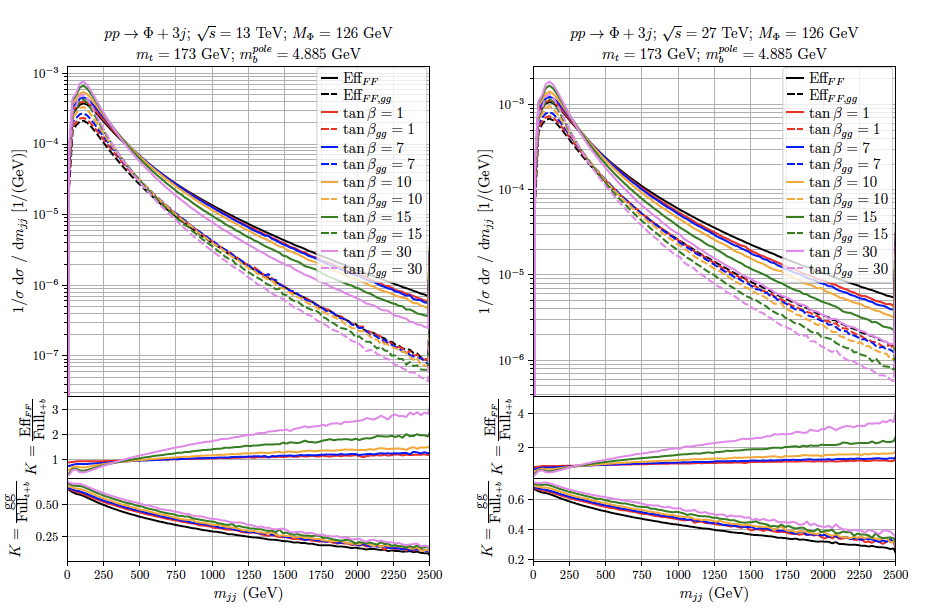 pp → Φ + 3j; √s = 13 TeV; M_Φ = 126 GeV
m_t = 173 GeV; m_b^pole = 4.885 GeV
1/σ dσ / dm_jj [1/(GeV)]
10^−3
10^−4
10^−5
10^−6
10^−7
Eff_FF
Eff_FF,gg
tan β = 1
tan β_gg = 1
tan β = 7
tan β_gg = 7
tan β = 10
tan β_gg = 10
tan β = 15
tan β_gg = 15
tan β = 30
tan β_gg = 30
K = Eff_FF / Full_t+b
3
2
1
K = gg / Full_t+b
0.50
0.25
0 250 500 750 1000 1250 1500 1750 2000 2250 2500
m_jj (GeV)
pp → Φ + 3j; √s = 27 TeV; M_Φ = 126 GeV
m_t = 173 GeV; m_b^pole = 4.885 GeV
1/σ dσ / dm_jj [1/(GeV)]
10^−3
10^−4
10^−5
10^−6
Eff_FF
Eff_FF,gg
tan β = 1
tan β_gg = 1
tan β = 7
tan β_gg = 7
tan β = 10
tan β_gg = 10
tan β = 15
tan β_gg = 15
tan β = 30
tan β_gg = 30
K = Eff_FF / Full_t+b
4
2
K = gg / Full_t+b
0.6
0.4
0.2
0 250 500 750 1000 1250 1500 1750 2000 2250 2500
m_jj (GeV)